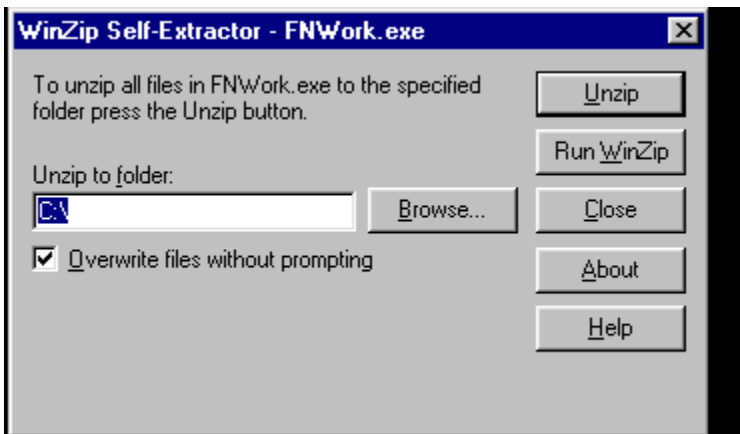 WinZip Self-Extractor - FNWork.exe
To unzip all files in FNWork.exe to the specified
folder press the Unzip button.
Unzip to folder:
C:\
Browse...
Overwrite files without prompting
Unzip
Run WinZip
Close
About
Help